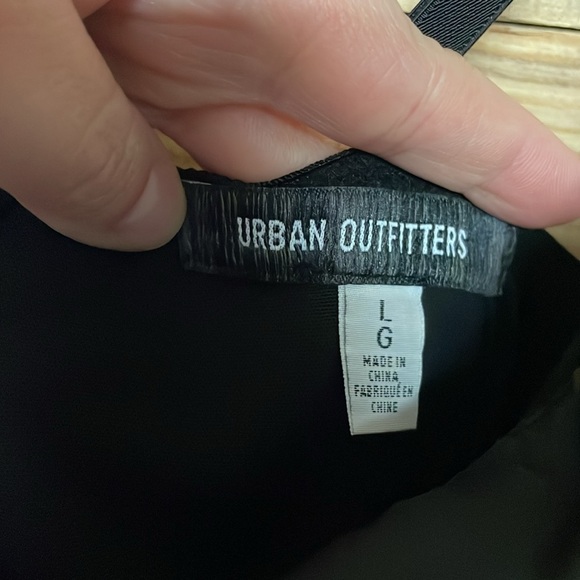 URBAN OUTFITTERS
L
G
MADE IN
CHINA
FABRIQUÉ EN
CHINE